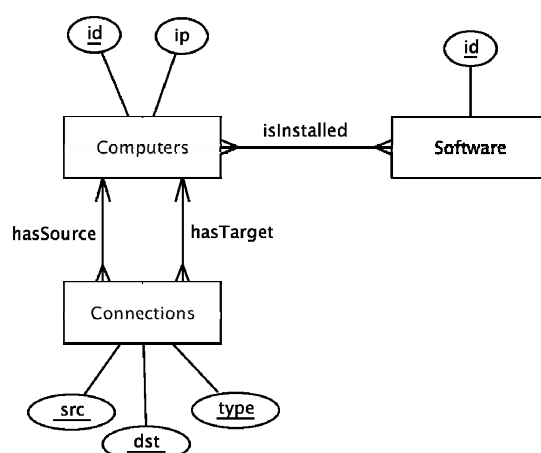 id
ip
id
isInstalled
Computers
Software
hasSource
hasTarget
Connections
src
type
dst